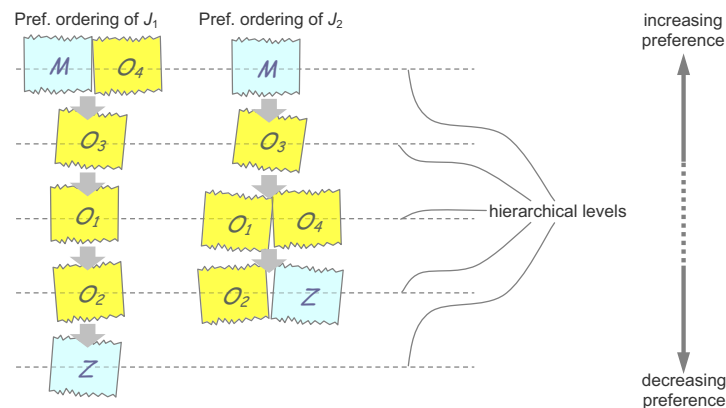 Pref. ordering of J1 Pref. ordering of J2
increasing
preference
M O4 M
O3 O3
O1 O1 O4
hierarchical levels
O2 O2 Z
Z
decreasing
preference